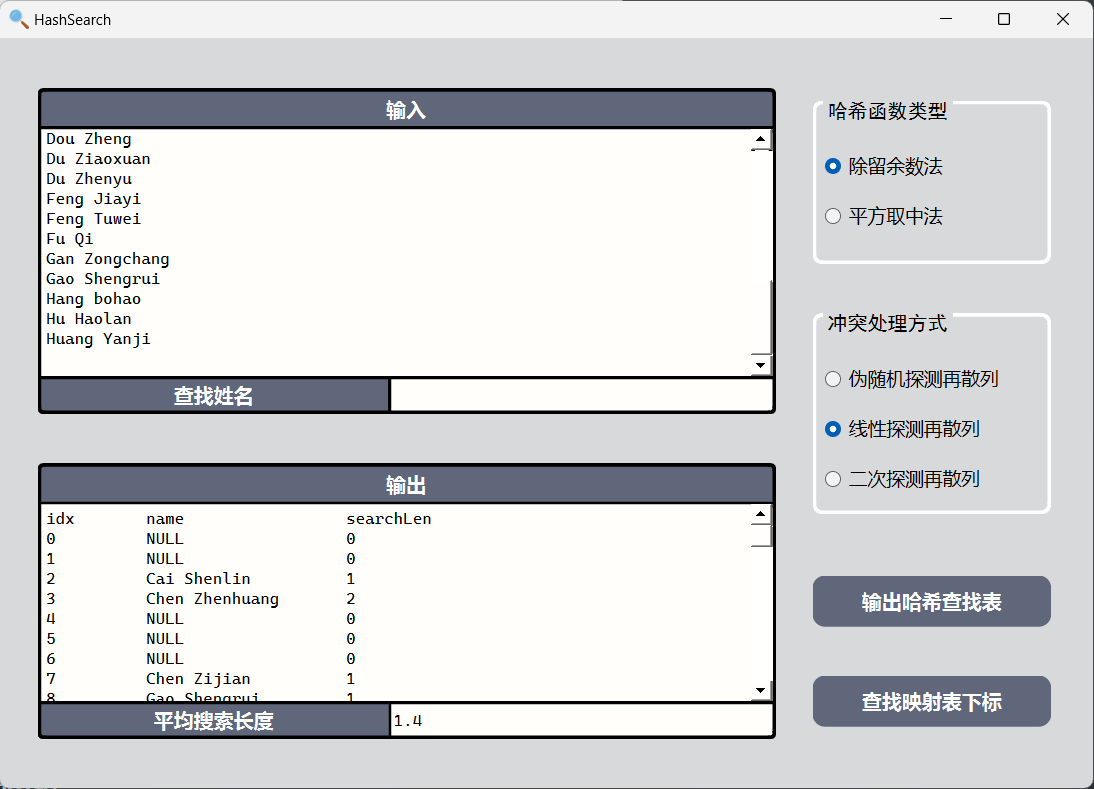 HashSearch
输入
Dou Zheng
Du Ziaoxuan
Du Zhenyu
Feng Jiayi
Feng Tuwei
Fu Qi
Gan Zongchang
Gao Shengrui
Hang bohao
Hu Haolan
Huang Yanji
查找姓名
输出
idx name searchLen
0 NULL 0
1 NULL 0
2 Cai Shenlin 1
3 Chen Zhenhuang 2
4 NULL 0
5 NULL 0
6 NULL 0
7 Chen Zijian 1
8 Gao Shengrui 1
平均搜索长度 1.4
哈希函数类型
除留余数法
平方取中法
冲突处理方式
伪随机探测再散列
线性探测再散列
二次探测再散列
输出哈希查找表
查找映射表下标